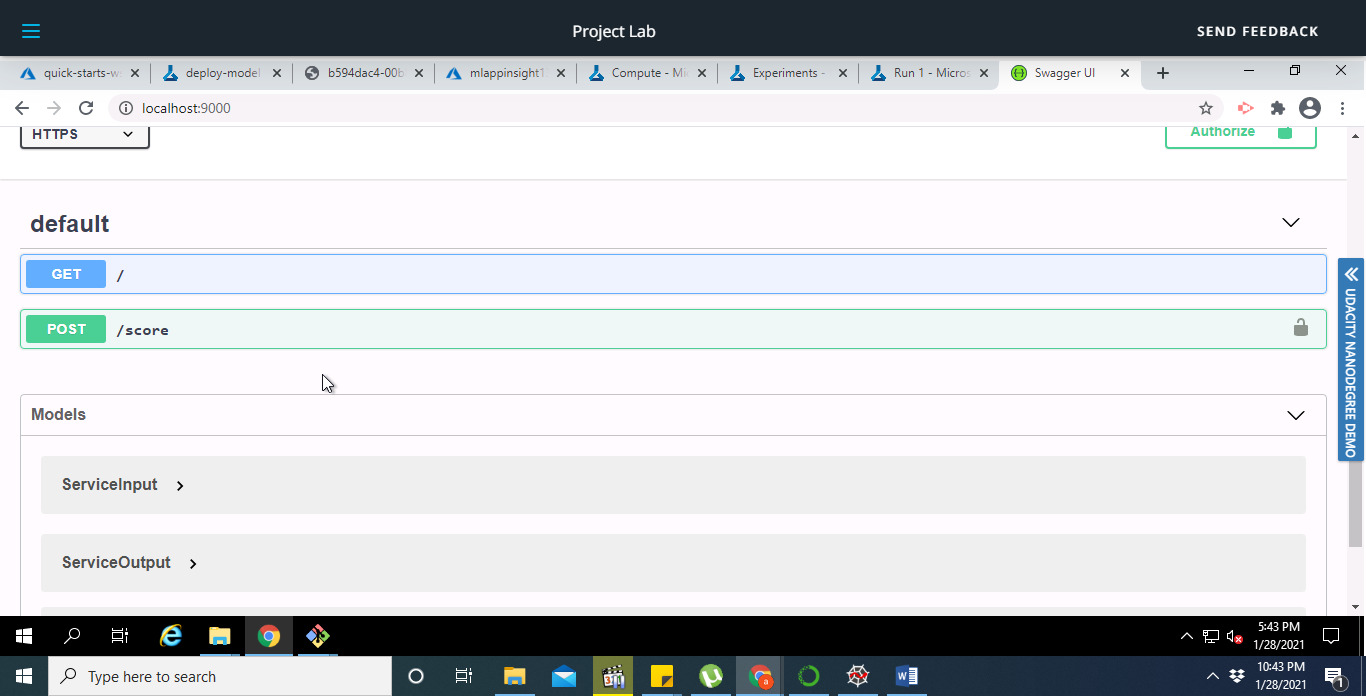 Project Lab
SEND FEEDBACK
quick-starts-ws
deploy-model
b594dac4-00b
mlappinsight1
Compute - Mi
Experiments -
Run 1 - Micros
Swagger UI
localhost:9000
HTTPS
Authorize
default
GET /
POST /score
UDACITY NANODEGREE DEMO
Models
ServiceInput
ServiceOutput
5:43 PM
1/28/2021
Type here to search
10:43 PM
1/28/2021
1